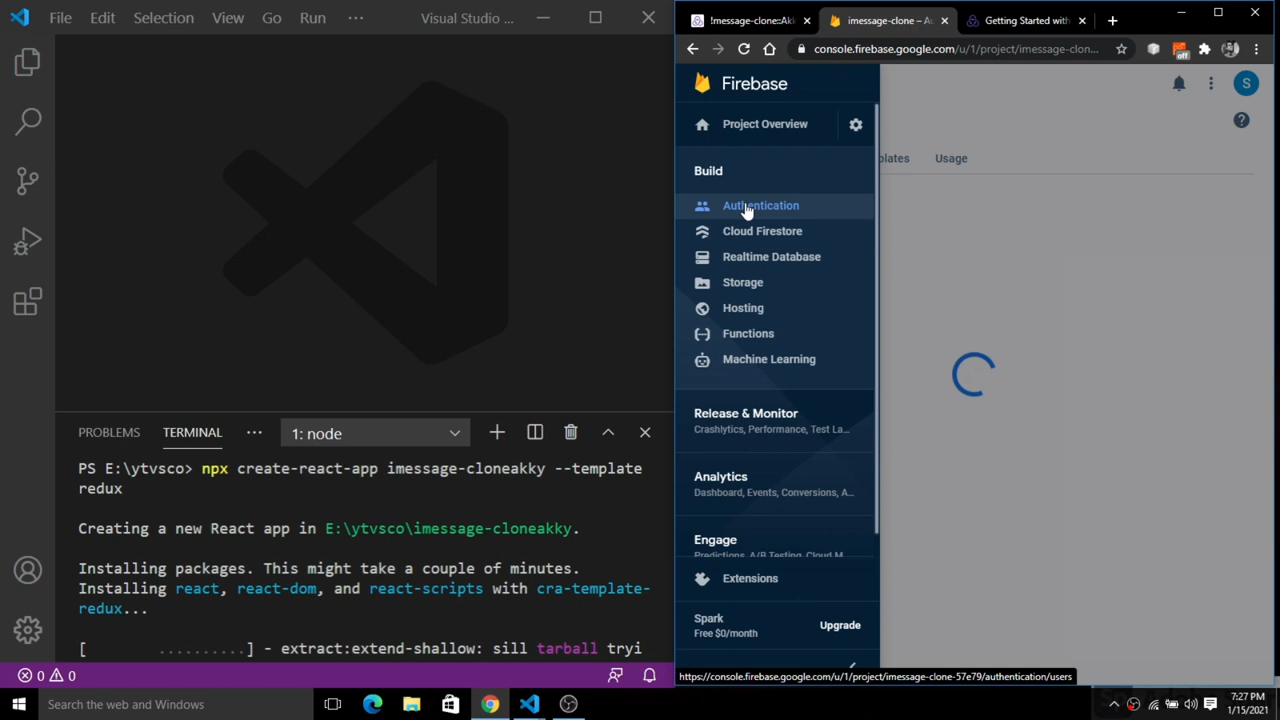 File Edit Selection View Go Run ··· Visual Studio ...
PROBLEMS TERMINAL ··· 1: node
PS E:\ytvsco> npx create-react-app imessage-cloneakky --template
redux
Creating a new React app in E:\ytvsco\imessage-cloneakky.
Installing packages. This might take a couple of minutes.
Installing react, react-dom, and react-scripts with cra-template-
redux...
[ ..........] - extract:extend-shallow: sill tarball tryi
0 0
!message-clone:Ak
imessage-clone – A
Getting Started with
console.firebase.google.com/u/1/project/imessage-clon...
off
Firebase
S
Project Overview
plates Usage
Build
Authentication
Cloud Firestore
Realtime Database
Storage
Hosting
Functions
Machine Learning
Release & Monitor
Crashlytics, Performance, Test La...
Analytics
Dashboard, Events, Conversions, A...
Engage
Predictions, A/B Testing, Cloud M
Extensions
Spark
Free $0/month
Upgrade
https://console.firebase.google.com/u/1/project/imessage-clone-57e79/authentication/users
Search the web and Windows
7:27 PM
1/15/2021